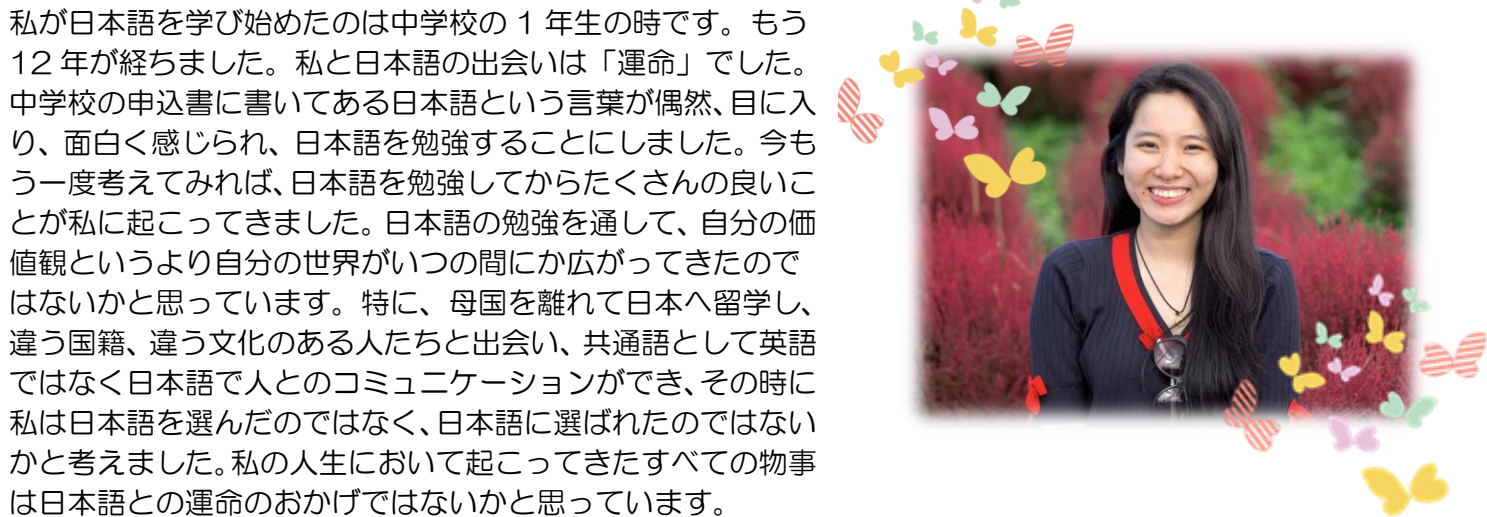 私が日本語を学び始めたのは中学校の 1 年生の時です。もう
12 年が経ちました。私と日本語の出会いは「運命」でした。
中学校の申込書に書いてある日本語という言葉が偶然、目に入
り、面白く感じられ、日本語を勉強することにしました。今も
う一度考えてみれば、日本語を勉強してからたくさんの良いこ
とが私に起こってきました。日本語の勉強を通して、自分の価
値観というより自分の世界がいつの間にか広がってきたので
はないかと思っています。特に、母国を離れて日本へ留学し、
違う国籍、違う文化のある人たちと出会い、共通語として英語
ではなく日本語で人とのコミュニケーションができ、その時に
私は日本語を選んだのではなく、日本語に選ばれたのではない
かと考えました。私の人生において起こってきたすべての物事
は日本語との運命のおかげではないかと思っています。